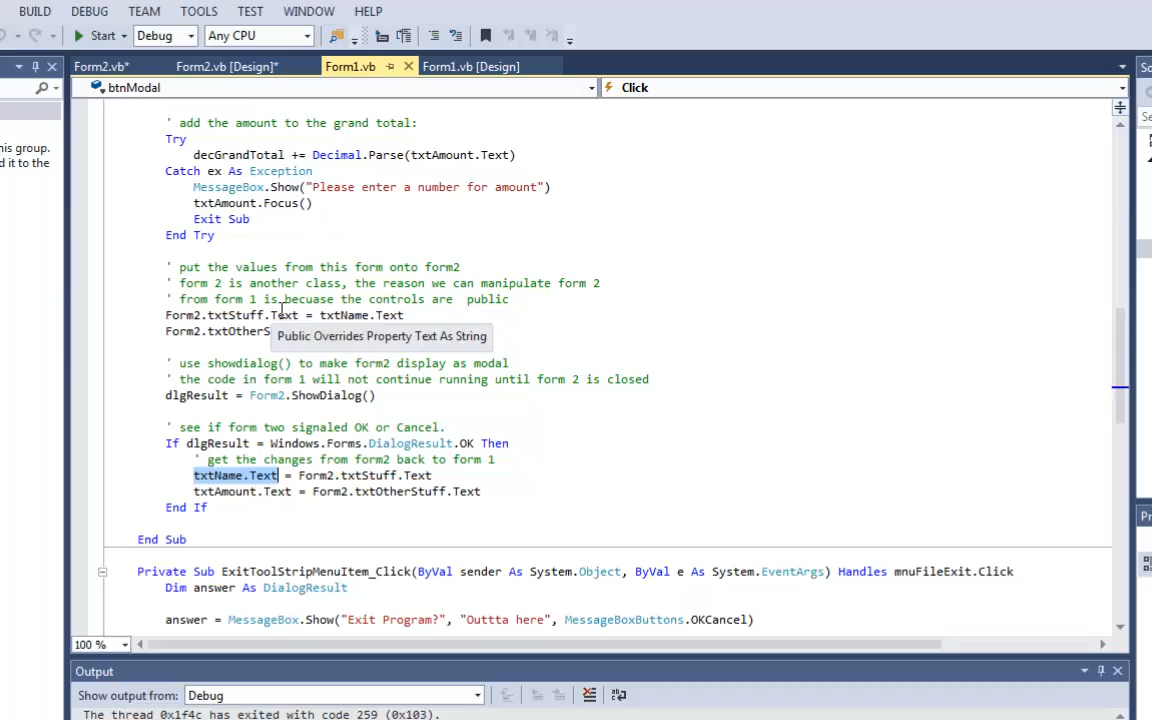 BUILD DEBUG TEAM TOOLS TEST WINDOW HELP
Start Debug Any CPU
Form2.vb* Form2.vb [Design]* Form1.vb Form1.vb [Design] So
btnModal Click
Se
' add the amount to the grand total:
Try
his group. decGrandTotal += Decimal.Parse(txtAmount.Text)
d it to the Catch ex As Exception
MessageBox.Show("Please enter a number for amount")
txtAmount.Focus()
Exit Sub
End Try
' put the values from this form onto form2
' form 2 is another class, the reason we can manipulate form 2
' from form 1 is becuase the controls are  public
Form2.txtStuff.Text = txtName.Text
Form2.txtOtherS
Public Overrides Property Text As String
' use showdialog() to make form2 display as modal
' the code in form 1 will not continue running until form 2 is closed
dlgResult = Form2.ShowDialog()
' see if form two signaled OK or Cancel.
If dlgResult = Windows.Forms.DialogResult.OK Then
' get the changes from form2 back to form 1
txtName.Text = Form2.txtStuff.Text
txtAmount.Text = Form2.txtOtherStuff.Text
End If
Pr
End Sub
Private Sub ExitToolStripMenuItem_Click(ByVal sender As System.Object, ByVal e As System.EventArgs) Handles mnuFileExit.Click
Dim answer As DialogResult
answer = MessageBox.Show("Exit Program?", "Outtta here", MessageBoxButtons.OKCancel)
100 %
Output
Show output from: Debug
The thread 0x1f4c has exited with code 259 (0x103).